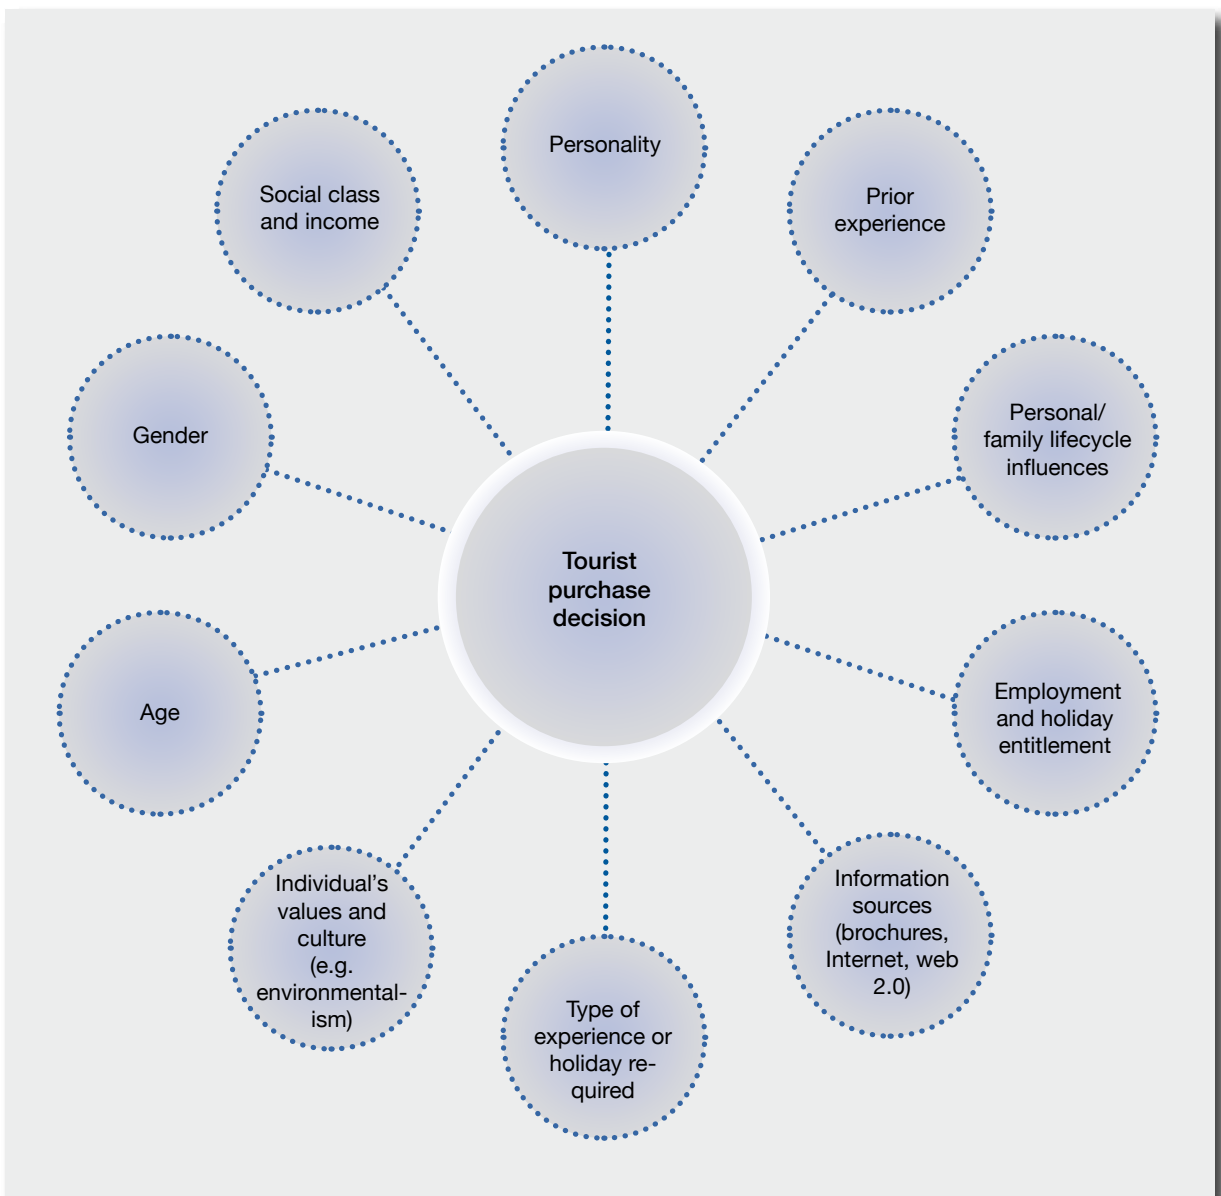 Personality
Prior
experience
Personal/
family lifecycle
influences
Employment
and holiday
entitlement
Information
sources
(brochures,
Internet, web
2.0)
Type of
experience or
holiday re-
quired
Individual’s
values and
culture
(e.g.
environmental-
ism)
Age
Gender
Social class
and income
Tourist
purchase
decision